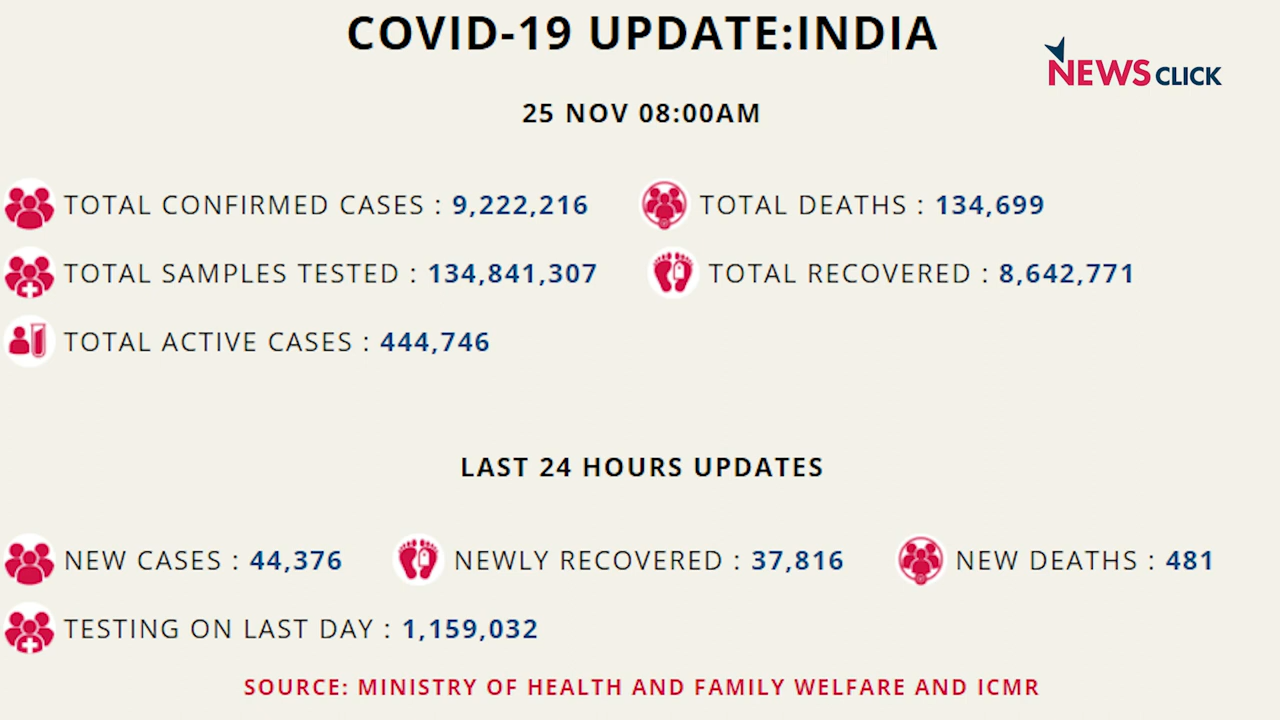 COVID-19 UPDATE:INDIA
NEWS CLICK
25 NOV 08:00AM
TOTAL CONFIRMED CASES : 9,222,216
TOTAL DEATHS : 134,699
TOTAL SAMPLES TESTED : 134,841,307
TOTAL RECOVERED : 8,642,771
TOTAL ACTIVE CASES : 444,746
LAST 24 HOURS UPDATES
NEW CASES : 44,376
NEWLY RECOVERED : 37,816
NEW DEATHS : 481
TESTING ON LAST DAY : 1,159,032
SOURCE: MINISTRY OF HEALTH AND FAMILY WELFARE AND ICMR